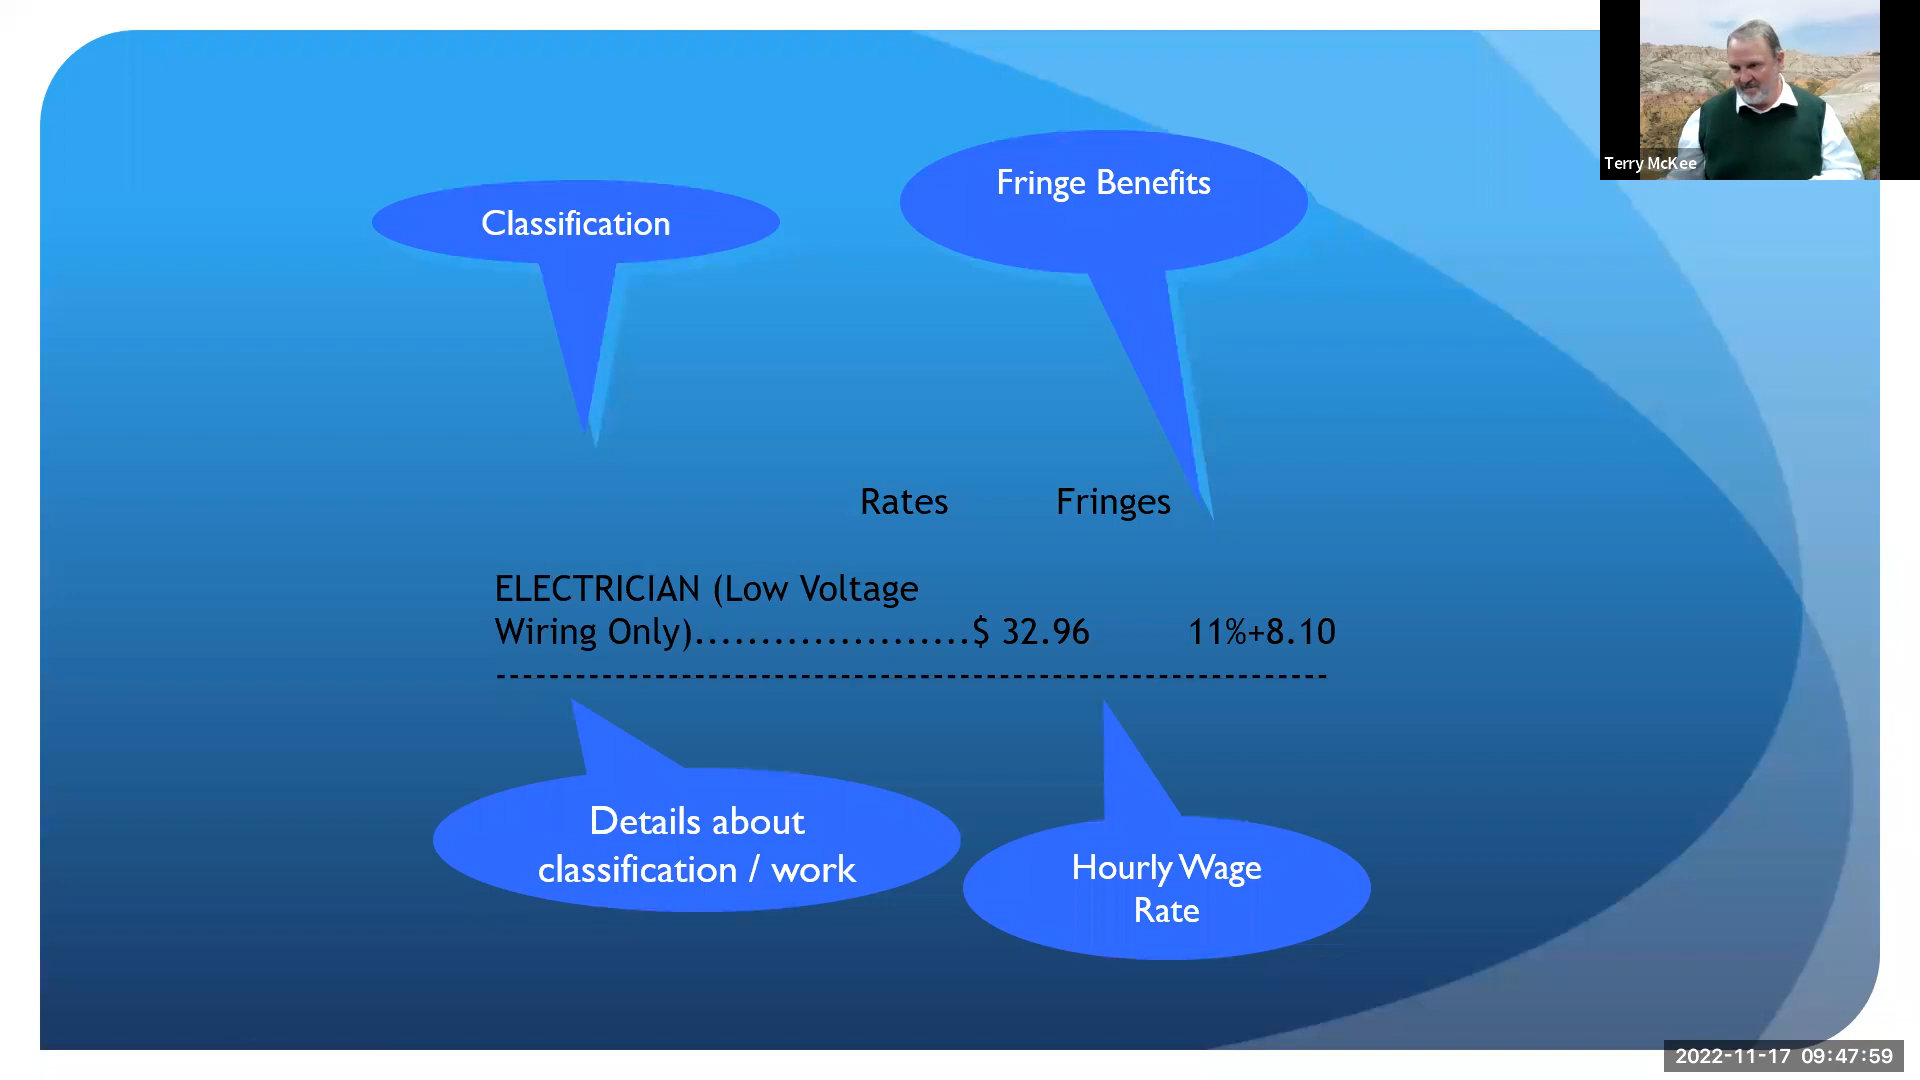 Terry McKee
Fringe Benefits
Classification
Rates Fringes
ELECTRICIAN (Low Voltage
Wiring Only).....................$ 32.96 11%+8.10
---------------------------------------------------------------
Details about
classification / work
Hourly Wage
Rate
2022-11-17 09:47:59